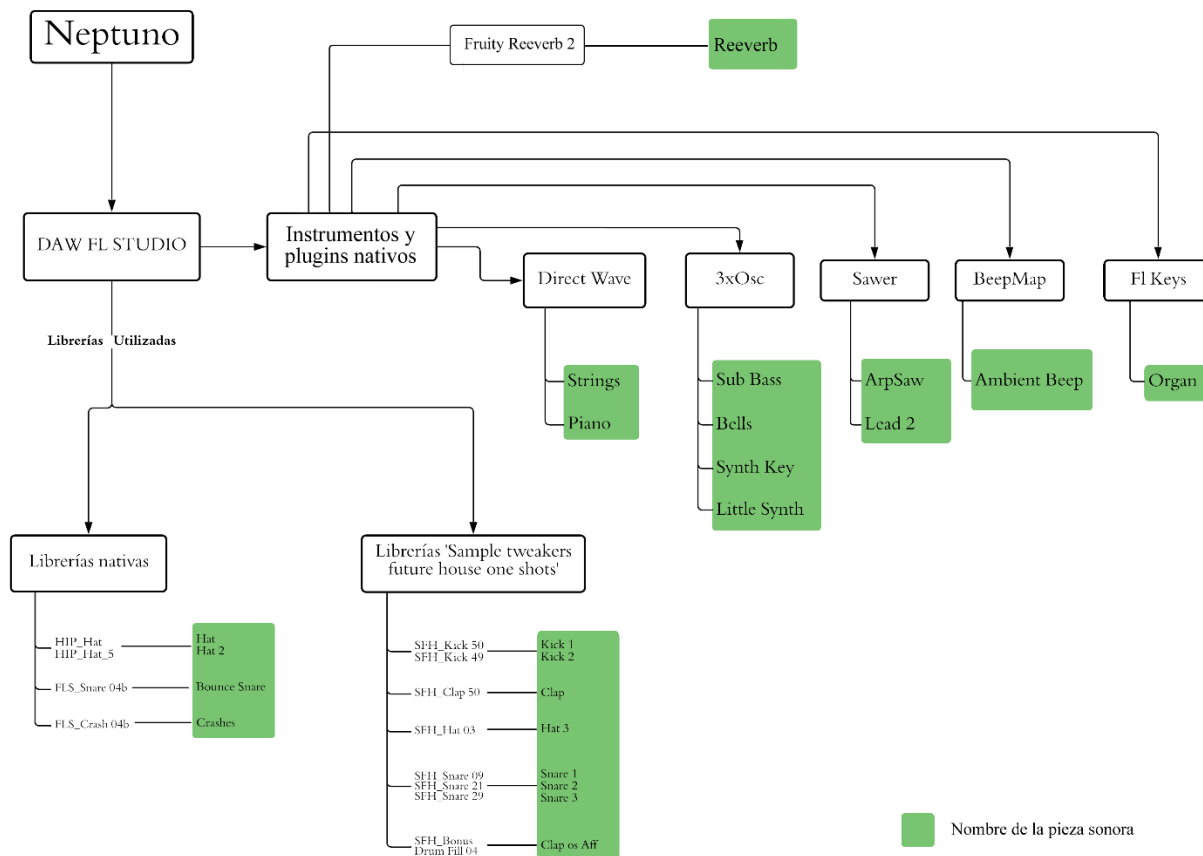 Neptuno
Fruity Reeverb 2
Reeverb
DAW FL STUDIO
Instrumentos y
plugins nativos
Direct Wave
3xOsc
Sawer
BeepMap
Fl Keys
Librerías Utilizadas
Strings
Piano
Sub Bass
Bells
Synth Key
Little Synth
ArpSaw
Lead 2
Ambient Beep
Organ
Librerías nativas
HIP_Hat
HIP_Hat_5
Hat
Hat 2
FLS_Snare 04b
Bounce Snare
FLS_Crash 04b
Crashes
Librerías 'Sample tweakers
future house one shots'
SFH_Kick 50
SFH_Kick 49
Kick 1
Kick 2
SFH_Clap 50
Clap
SFH_Hat 03
Hat 3
SFH_Snare 09
SFH_Snare 21
SFH_Snare 29
Snare 1
Snare 2
Snare 3
SFH_Bonus
Drum Fill 04
Clap os Aff
Nombre de la pieza sonora